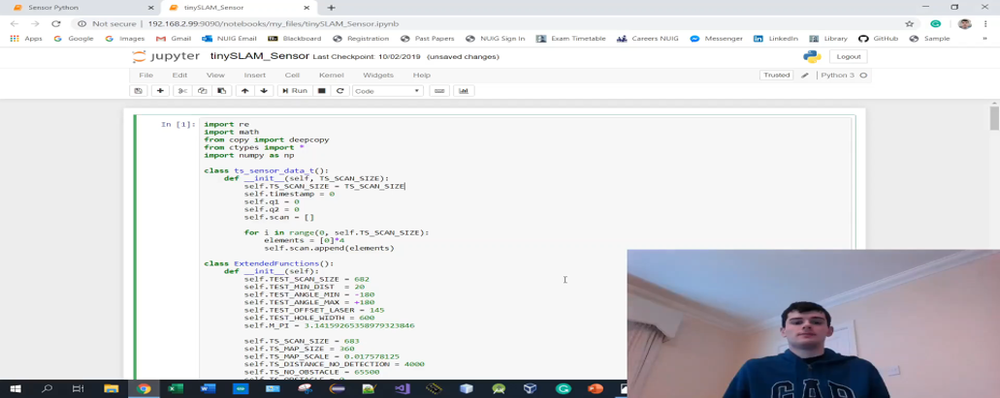 Sensor Python
tinySLAM_Sensor
Not secure | 192.168.2.99:9090/notebooks/my_files/tinySLAM_Sensor.ipynb
Apps Google Images Gmail NUIG Email Blackboard Registration Past Papers NUIG Sign In Exam Timetable Careers NUIG Messenger LinkedIn Library GitHub Sample
jupyter tinySLAM_Sensor Last Checkpoint: 10/02/2019 (unsaved changes) Logout
File Edit View Insert Cell Kernel Widgets Help Trusted Python 3
Run Code
In [1]: import re
import math
from copy import deepcopy
from ctypes import *
import numpy as np
class ts_sensor_data_t():
def __init__(self, TS_SCAN_SIZE):
self.TS_SCAN_SIZE = TS_SCAN_SIZE
self.timestamp = 0
self.q1 = 0
self.q2 = 0
self.scan = []
for i in range(0, self.TS_SCAN_SIZE):
elements = [0]*4
self.scan.append(elements)
class ExtendedFunctions():
def __init__(self):
self.TEST_SCAN_SIZE = 682
self.TEST_MIN_DIST = 20
self.TEST_ANGLE_MIN = -180
self.TEST_ANGLE_MAX = +180
self.TEST_OFFSET_LASER = 145
self.TEST_HOLE_WIDTH = 600
self.M_PI = 3.14159265358979323846
self.TS_SCAN_SIZE = 683
self.TS_MAP_SIZE = 360
self.TS_MAP_SCALE = 0.017578125
self.TS_DISTANCE_NO_DETECTION = 4000
self.TS_NO_OBSTACLE = 65500
GAP